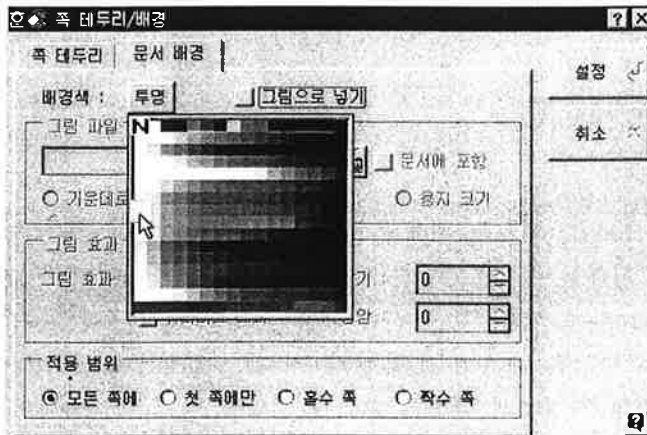 쪽 테두리/배경
쪽 테두리 문서 배경
설정
배경색 : 투명 그림으로 넣기
취소
그림 파일
문서에 포함
가운데로 용지 크기
그림 효과
그림 효과 기 : 0
0
적용 범위
모든 쪽에 첫 쪽에만 홀수 쪽 짝수 쪽